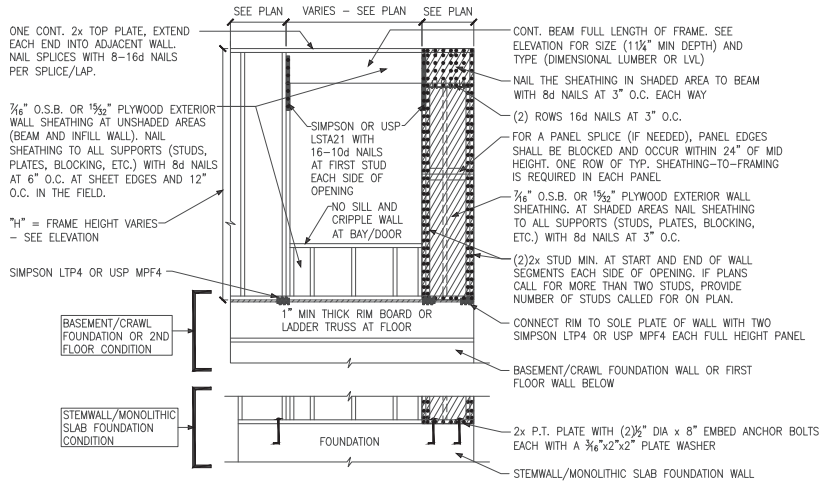 SEE PLAN
VARIES - SEE PLAN
SEE PLAN
ONE CONT. 2x TOP PLATE, EXTEND
EACH END INTO ADJACENT WALL.
NAIL SPLICES WITH 8-16d NAILS
PER SPLICE/LAP.
7/16" O.S.B. OR 15/32" PLYWOOD EXTERIOR
WALL SHEATHING AT UNSHADED AREAS
(BEAM AND INFILL WALL). NAIL
SHEATHING TO ALL SUPPORTS (STUDS,
PLATES, BLOCKING, ETC.) WITH 8d NAILS
AT 6" O.C. AT SHEET EDGES AND 12"
O.C. IN THE FIELD.
"H" = FRAME HEIGHT VARIES
- SEE ELEVATION
SIMPSON LTP4 OR USP MPF4
BASEMENT/CRAWL
FOUNDATION OR 2ND
FLOOR CONDITION
STEMWALL/MONOLITHIC
SLAB FOUNDATION
CONDITION
SIMPSON OR USP
LSTA21 WITH
16-10d NAILS
AT FIRST STUD
EACH SIDE OF
OPENING
NO SILL AND
CRIPPLE WALL
AT BAY/DOOR
1" MIN THICK RIM BOARD OR
LADDER TRUSS AT FLOOR
FOUNDATION
CONT. BEAM FULL LENGTH OF FRAME. SEE
ELEVATION FOR SIZE (11¼" MIN DEPTH) AND
TYPE (DIMENSIONAL LUMBER OR LVL)
NAIL THE SHEATHING IN SHADED AREA TO BEAM
WITH 8d NAILS AT 3" O.C. EACH WAY
(2) ROWS 16d NAILS AT 3" O.C.
FOR A PANEL SPLICE (IF NEEDED), PANEL EDGES
SHALL BE BLOCKED AND OCCUR WITHIN 24" OF MID
HEIGHT. ONE ROW OF TYP. SHEATHING-TO-FRAMING
IS REQUIRED IN EACH PANEL
7/16" O.S.B. OR 15/32" PLYWOOD EXTERIOR WALL
SHEATHING. AT SHADED AREAS NAIL SHEATHING
TO ALL SUPPORTS (STUDS, PLATES, BLOCKING,
ETC.) WITH 8d NAILS AT 3" O.C.
(2)2x STUD MIN. AT START AND END OF WALL
SEGMENTS EACH SIDE OF OPENING. IF PLANS
CALL FOR MORE THAN TWO STUDS, PROVIDE
NUMBER OF STUDS CALLED FOR ON PLAN.
CONNECT RIM TO SOLE PLATE OF WALL WITH TWO
SIMPSON LTP4 OR USP MPF4 EACH FULL HEIGHT PANEL
BASEMENT/CRAWL FOUNDATION WALL OR FIRST
FLOOR WALL BELOW
2x P.T. PLATE WITH (2)½" DIA x 8" EMBED ANCHOR BOLTS
EACH WITH A 3/16"x2"x2" PLATE WASHER
STEMWALL/MONOLITHIC SLAB FOUNDATION WALL